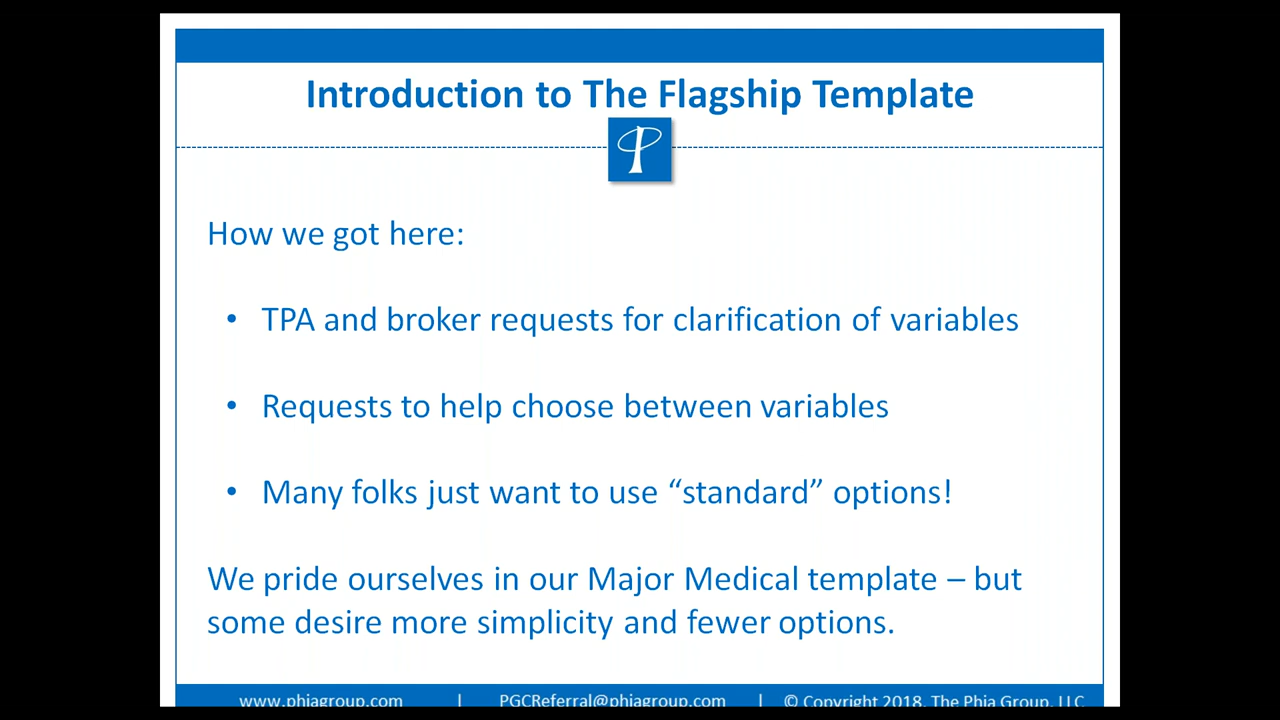 Introduction to The Flagship Template
How we got here:
• TPA and broker requests for clarification of variables
• Requests to help choose between variables
• Many folks just want to use “standard” options!
We pride ourselves in our Major Medical template – but
some desire more simplicity and fewer options.
www.phiagroup.com | PGCReferral@phiagroup.com | © Copyright 2018. The Phia Group, LLC